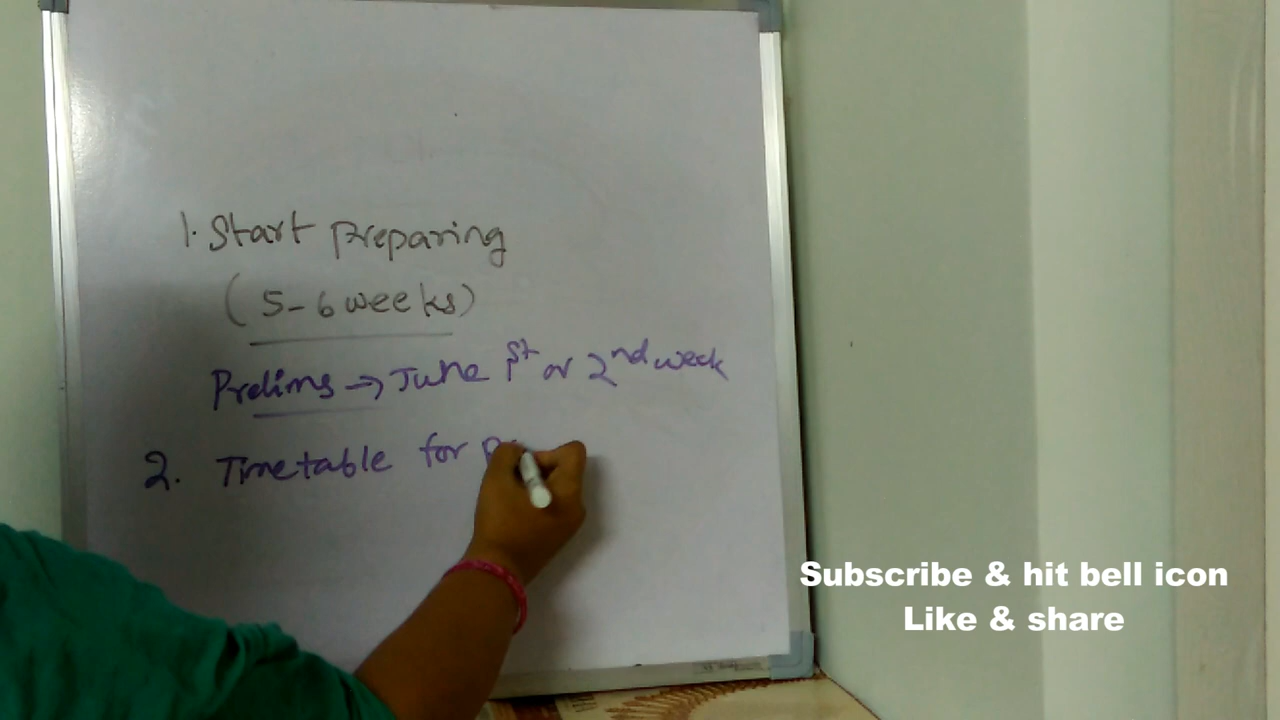 1. Start preparing
(5-6 weeks)
Prelims → June 1st or 2nd week
2. Timetable for
Subscribe & hit bell icon
Like & share